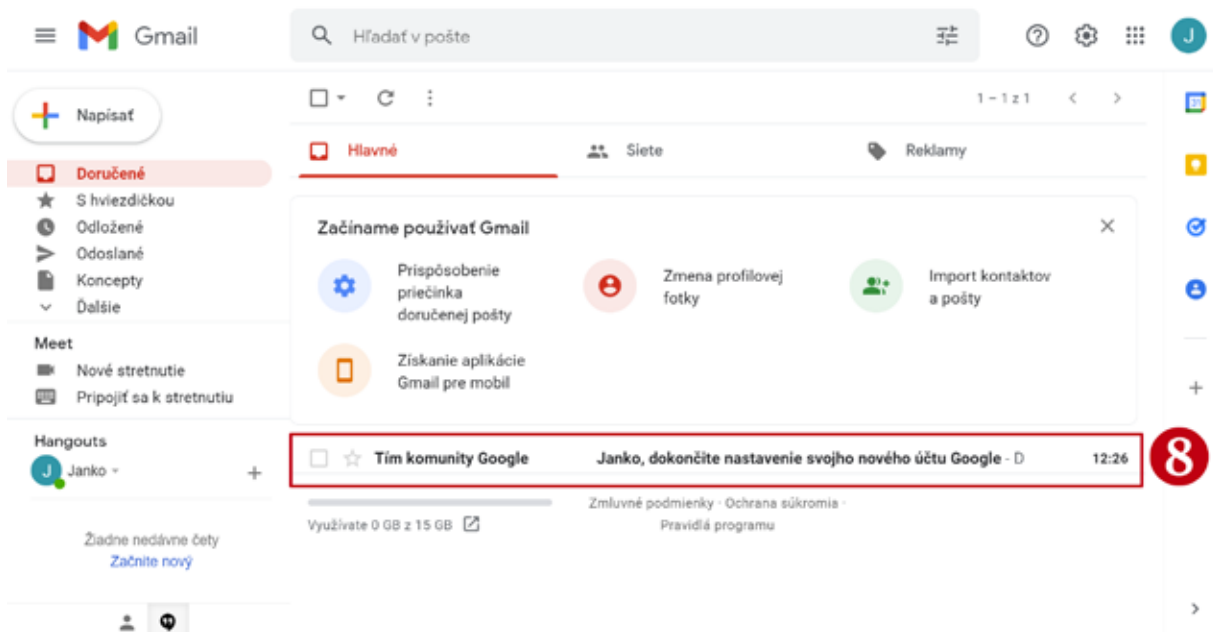 Gmail
Hľadať v pošte
J
Napísať
1 – 1 z 1
31
Hlavné
Siete
Reklamy
Doručené
S hviezdičkou
Odložené
Odoslané
Koncepty
Ďalšie
Začíname používať Gmail
Prispôsobenie
priečinka
doručenej pošty
Zmena profilovej
fotky
Import kontaktov
a pošty
Získanie aplikácie
Gmail pre mobil
Meet
Nové stretnutie
Pripojiť sa k stretnutiu
Hangouts
J Janko
Žiadne nedávne čety
Začnite nový
Tím komunity Google Janko, dokončite nastavenie svojho nového účtu Google - D 12:26
8
Využívate 0 GB z 15 GB
Zmluvné podmienky · Ochrana súkromia ·
Pravidlá programu